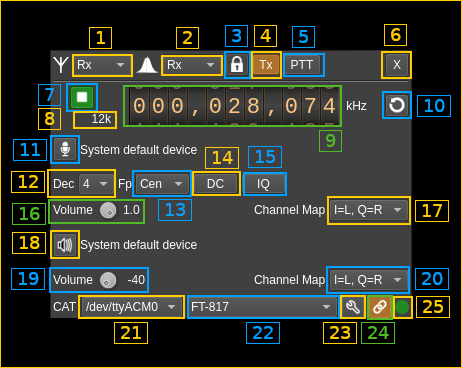 1 2 3 4 5 6
Rx Rx Tx PTT X
7
8 12k 000,028,074 kHz 10
9
11 System default device
14 15
12 Dec 4 Fp Cen DC IQ
13
16 Volume 1.0 Channel Map I=L, Q=R 17
18 System default device
19 Volume -40 Channel Map I=L, Q=R 20
CAT /dev/ttyACM0 FT-817 25
21 22 23 24